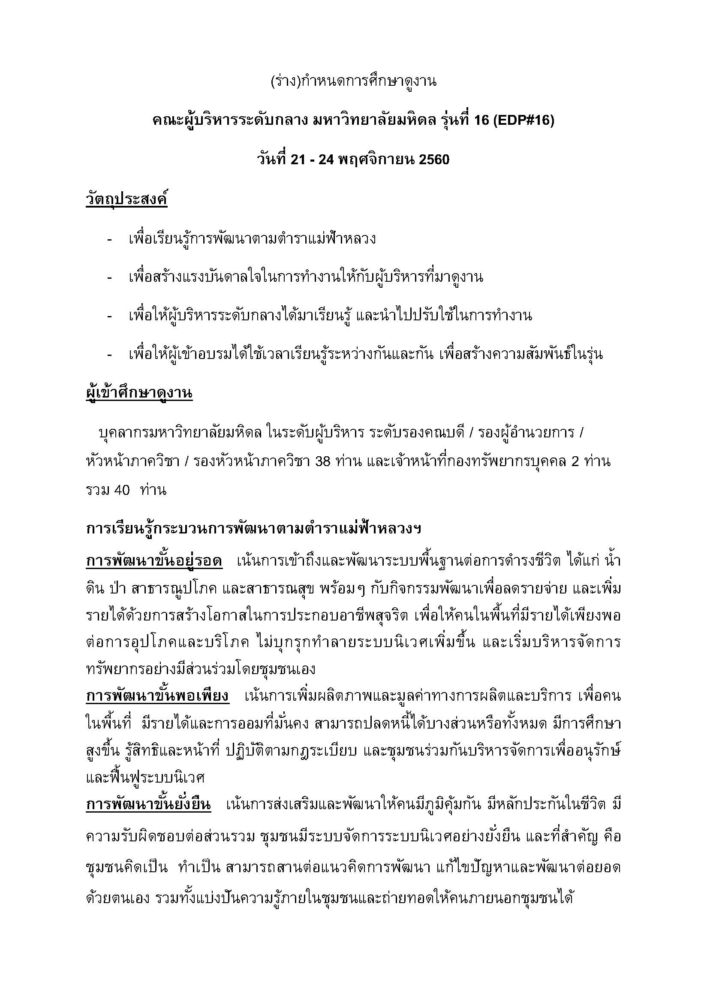 (ร่าง)กำหนดการศึกษาดูงาน
คณะผู้บริหารระดับกลาง มหาวิทยาลัยมหิดล รุ่นที่ 16 (EDP#16)
วันที่ 21 - 24 พฤศจิกายน 2560
วัตถุประสงค์
- เพื่อเรียนรู้การพัฒนาตามตำราแม่ฟ้าหลวง
- เพื่อสร้างแรงบันดาลใจในการทำงานให้กับผู้บริหารที่มาดูงาน
- เพื่อให้ผู้บริหารระดับกลางได้มาเรียนรู้ และนำไปปรับใช้ในการทำงาน
- เพื่อให้ผู้เข้าอบรมได้ใช้เวลาเรียนรู้ระหว่างกันและกัน เพื่อสร้างความสัมพันธ์ในรุ่น
ผู้เข้าศึกษาดูงาน
บุคลากรมหาวิทยาลัยมหิดล ในระดับผู้บริหาร ระดับรองคณบดี / รองผู้อำนวยการ /
หัวหน้าภาควิชา / รองหัวหน้าภาควิชา 38 ท่าน และเจ้าหน้าที่กองทรัพยากรบุคคล 2 ท่าน
รวม 40 ท่าน
การเรียนรู้กระบวนการพัฒนาตามตำราแม่ฟ้าหลวงฯ
การพัฒนาขั้นอยู่รอด เน้นการเข้าถึงและพัฒนาระบบพื้นฐานต่อการดำรงชีวิต ได้แก่ น้ำ
ดิน ป่า สาธารณูปโภค และสาธารณสุข พร้อมๆ กับกิจกรรมพัฒนาเพื่อลดรายจ่าย และเพิ่ม
รายได้ด้วยการสร้างโอกาสในการประกอบอาชีพสุจริต เพื่อให้คนในพื้นที่มีรายได้เพียงพอ
ต่อการอุปโภคและบริโภค ไม่บุกรุกทำลายระบบนิเวศเพิ่มขึ้น และเริ่มบริหารจัดการ
ทรัพยากรอย่างมีส่วนร่วมโดยชุมชนเอง
การพัฒนาขั้นพอเพียง เน้นการเพิ่มผลิตภาพและมูลค่าทางการผลิตและบริการ เพื่อคน
ในพื้นที่ มีรายได้และการออมที่มั่นคง สามารถปลดหนี้ได้บางส่วนหรือทั้งหมด มีการศึกษา
สูงขึ้น รู้สิทธิและหน้าที่ ปฏิบัติตามกฎระเบียบ และชุมชนร่วมกันบริหารจัดการเพื่ออนุรักษ์
และฟื้นฟูระบบนิเวศ
การพัฒนาขั้นยั่งยืน เน้นการส่งเสริมและพัฒนาให้คนมีภูมิคุ้มกัน มีหลักประกันในชีวิต มี
ความรับผิดชอบต่อส่วนรวม ชุมชนมีระบบจัดการระบบนิเวศอย่างยั่งยืน และที่สำคัญ คือ
ชุมชนคิดเป็น ทำเป็น สามารถสานต่อแนวคิดการพัฒนา แก้ไขปัญหาและพัฒนาต่อยอด
ด้วยตนเอง รวมทั้งแบ่งปันความรู้ภายในชุมชนและถ่ายทอดให้คนภายนอกชุมชนได้